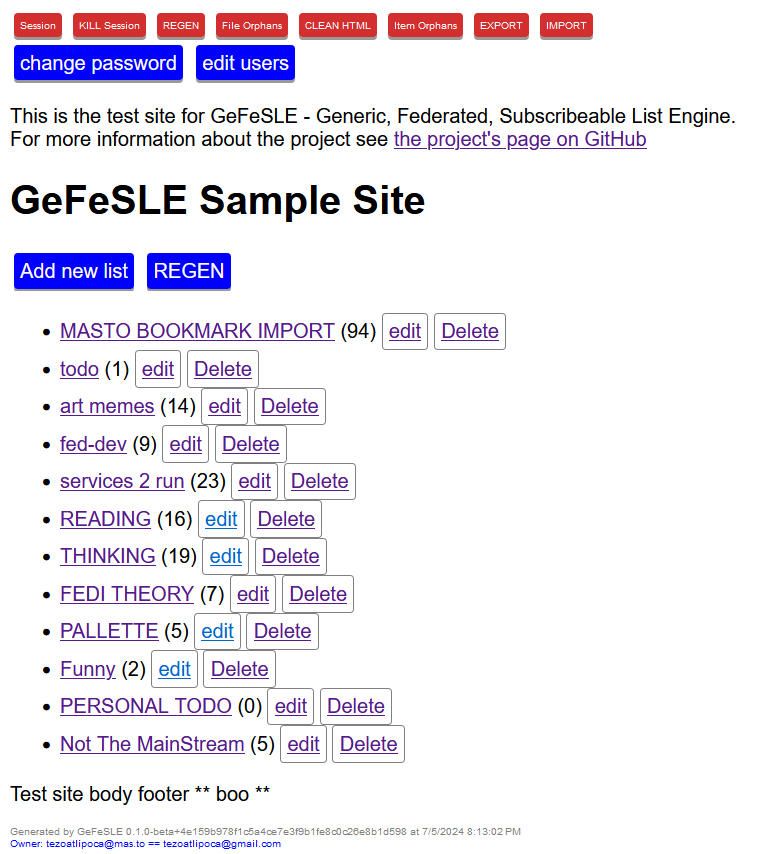 Session KILL Session REGEN File Orphans CLEAN HTML Item Orphans EXPORT IMPORT
change password edit users
This is the test site for GeFeSLE - Generic, Federated, Subscribeable List Engine.
For more information about the project see the project's page on GitHub
GeFeSLE Sample Site
Add new list REGEN
• MASTO BOOKMARK IMPORT (94) edit Delete
• todo (1) edit Delete
• art memes (14) edit Delete
• fed-dev (9) edit Delete
• services 2 run (23) edit Delete
• READING (16) edit Delete
• THINKING (19) edit Delete
• FEDI THEORY (7) edit Delete
• PALLETTE (5) edit Delete
• Funny (2) edit Delete
• PERSONAL TODO (0) edit Delete
• Not The MainStream (5) edit Delete
Test site body footer ** boo **
Generated by GeFeSLE 0.1.0-beta+4e159b978f1c5a4ce7e3f9b1fe8c0c26e8b1d598 at 7/5/2024 8:13:02 PM
Owner: tezoatlipoca@mas.to == tezoatlipoca@gmail.com